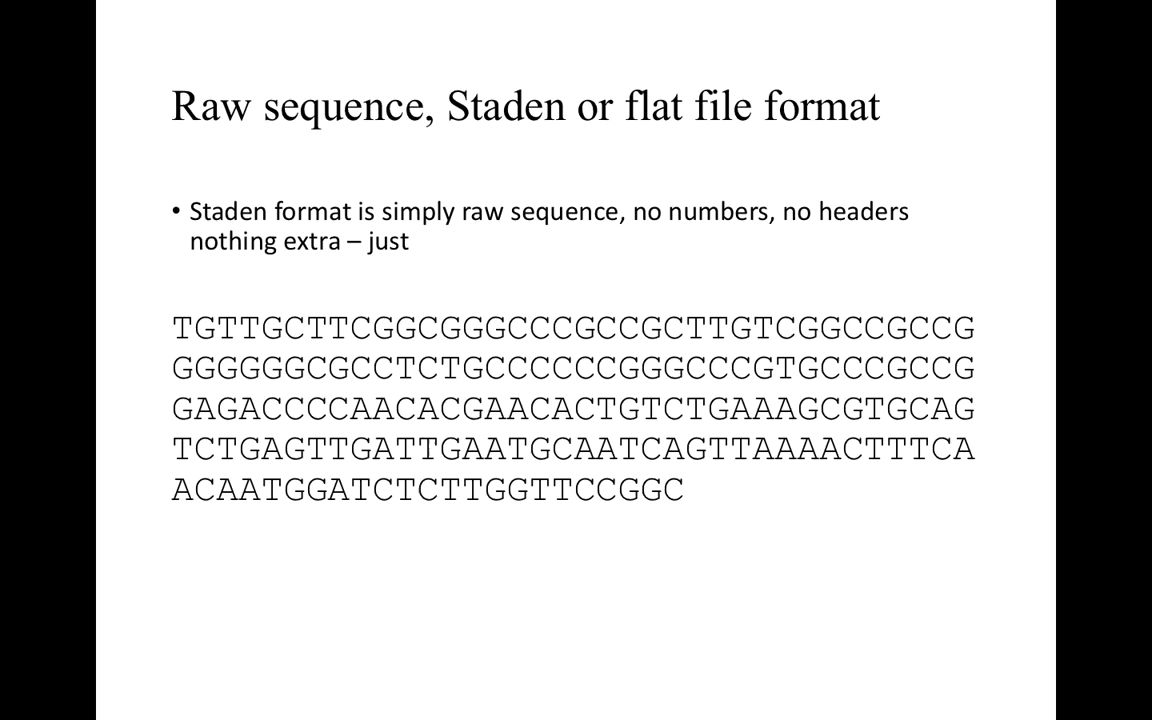 Raw sequence, Staden or flat file format
• Staden format is simply raw sequence, no numbers, no headers
nothing extra – just
TGTTGCTTCGGCGGGCCCGCCGCTTGTCGGCCGCCG
GGGGGGCGCCTCTGCCCCCCGGGCCCGTGCCCGCCG
GAGACCCCAACACGAACACTGTCTGAAAGCGTGCAG
TCTGAGTTGATTGAATGCAATCAGTTAAAACTTTCA
ACAATGGATCTCTTGGTTCCGGC